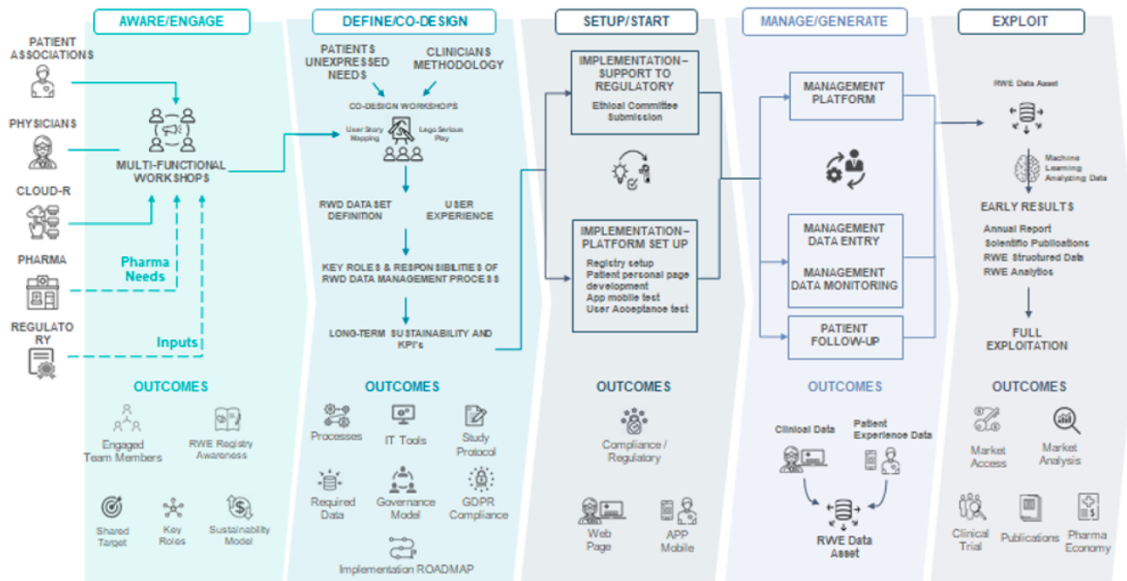 AWARE/ENGAGE
DEFINE/CO-DESIGN
SETUP/START
MANAGE/GENERATE
EXPLOIT
PATIENT
ASSOCIATIONS
PHYSICIANS
CLOUD-R
PHARMA
REGULATO
RY
MULTI-FUNCTIONAL
WORKSHOPS
Pharma
Needs
Inputs
OUTCOMES
Engaged
Team Members
RWE Registry
Awareness
Shared
Target
Key
Roles
Sustainability
Model
PATIENTS
UNEXPRESSED
NEEDS
CLINICIANS
METHODOLOGY
CO-DESIGN WORKSHOPS
User Story
Mapping
Lego Serious
Play
RWD DATA SET
DEFINITION
USER
EXPERIENCE
KEY ROLES & RESPONSIBILITIES OF
RWD DATA MANAGEMENT PROCESS
LONG-TERM SUSTAINABILITY AND
KPI's
OUTCOMES
Processes
IT Tools
Study
Protocol
Required
Data
Governance
Model
GDPR
Compliance
Implementation ROADMAP
IMPLEMENTATION–
SUPPORT TO
REGULATORY
Ethical Committee
Submission
IMPLEMENTATION–
PLATFORM SET UP
Registry setup
Patient personal page
development
App mobile test
User Acceptance test
OUTCOMES
Compliance /
Regulatory
Web
Page
APP
Mobile
MANAGEMENT
PLATFORM
MANAGEMENT
DATA ENTRY
MANAGEMENT
DATA MONITORING
PATIENT
FOLLOW-UP
OUTCOMES
Clinical Data
Patient
Experience Data
RWE Data
Asset
RWE Data Asset
Machine
Learning
Analyzing Data
EARLY RESULTS
Annual Report
Scientific Publications
RWE Structured Data
RWE Analytics
FULL
EXPLOITATION
OUTCOMES
Market
Access
Market
Analysis
Clinical
Trial
Publications
Pharma
Economy